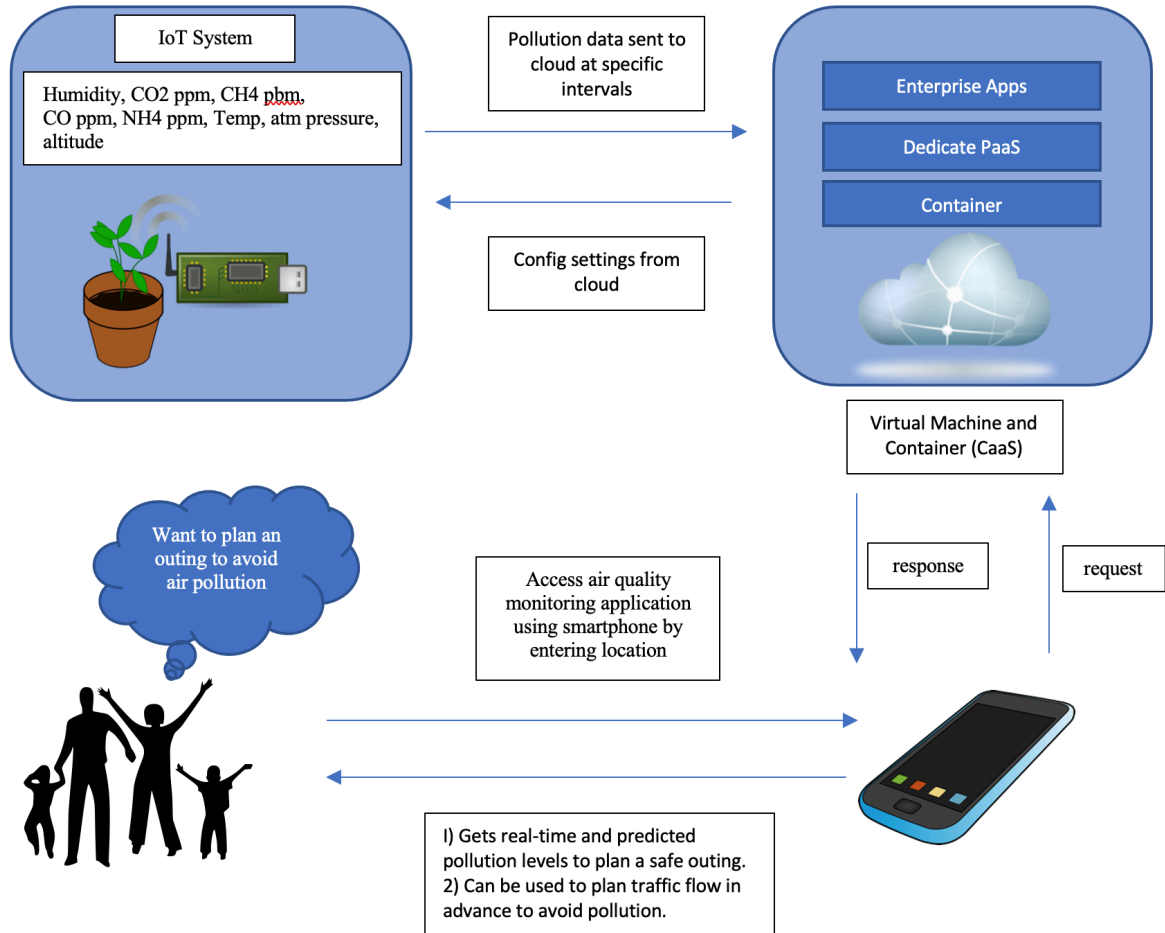 IoT System
Humidity, CO2 ppm, CH4 pbm,
CO ppm, NH4 ppm, Temp, atm pressure,
altitude
Pollution data sent to
cloud at specific
intervals
Config settings from
cloud
Enterprise Apps
Dedicate PaaS
Container
Virtual Machine and
Container (CaaS)
response
request
Want to plan an
outing to avoid
air pollution
Access air quality
monitoring application
using smartphone by
entering location
I) Gets real-time and predicted
pollution levels to plan a safe outing.
2) Can be used to plan traffic flow in
advance to avoid pollution.